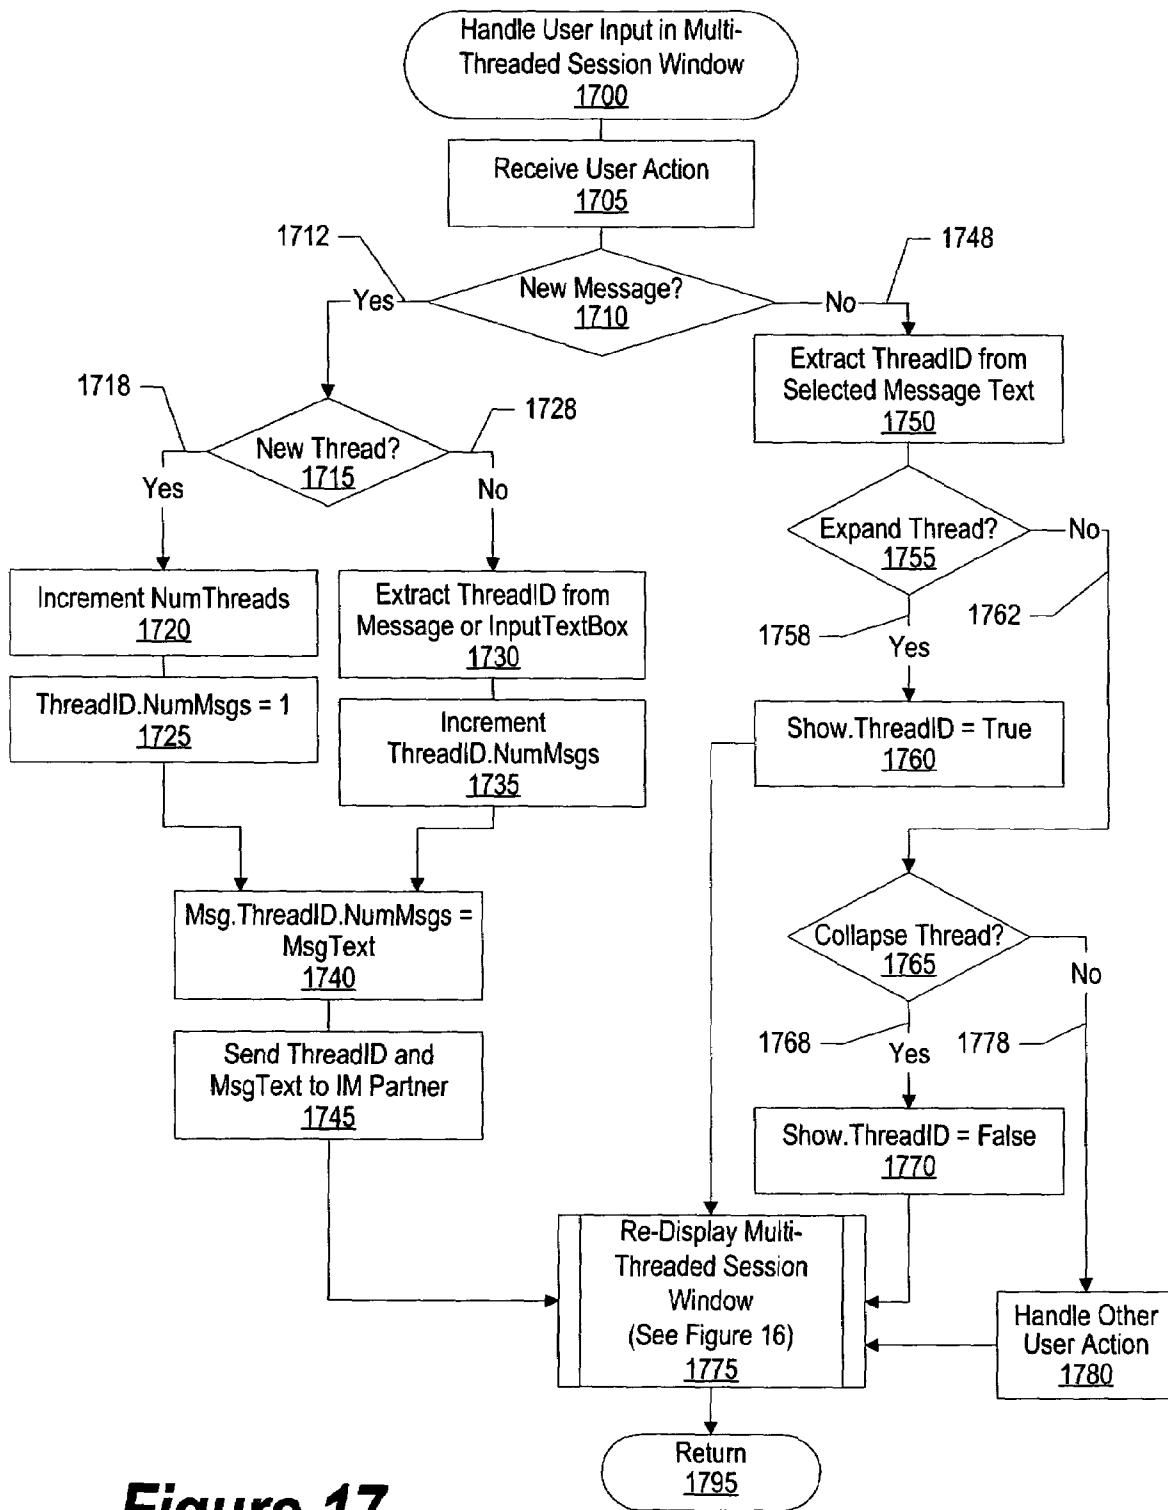 Handle User Input in Multi-
Threaded Session Window
1700
Receive User Action
1705
1712
1748
New Message?
1710
Yes
No
Extract ThreadID from
Selected Message Text
1750
1718
1728
New Thread?
1715
Yes
No
Expand Thread?
1755
No
1758
Yes
1762
Increment NumThreads
1720
Extract ThreadID from
Message or InputTextBox
1730
ThreadID.NumMsgs = 1
1725
Increment
ThreadID.NumMsgs
1735
Show.ThreadID = True
1760
Msg.ThreadID.NumMsgs =
MsgText
1740
Collapse Thread?
1765
No
1768
Yes
1778
Send ThreadID and
MsgText to IM Partner
1745
Show.ThreadID = False
1770
Re-Display Multi-
Threaded Session
Window
(See Figure 16)
1775
Handle Other
User Action
1780
Return
1795
Figure 17